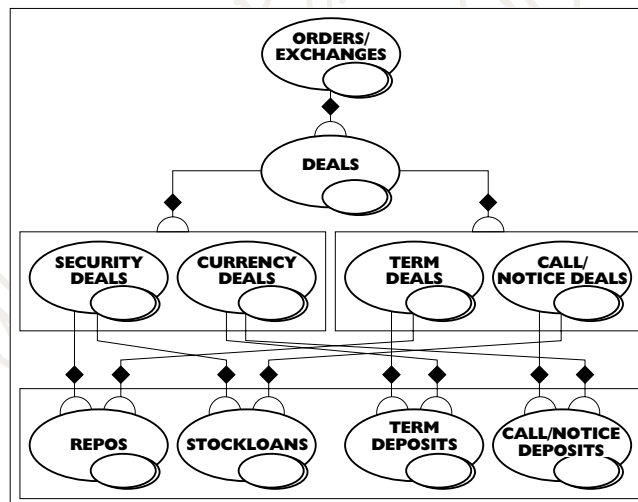 ORDERS/
EXCHANGES
DEALS
SECURITY
DEALS
CURRENCY
DEALS
TERM
DEALS
CALL/
NOTICE DEALS
REPOS
STOCKLOANS
TERM
DEPOSITS
CALL/NOTICE
DEPOSITS